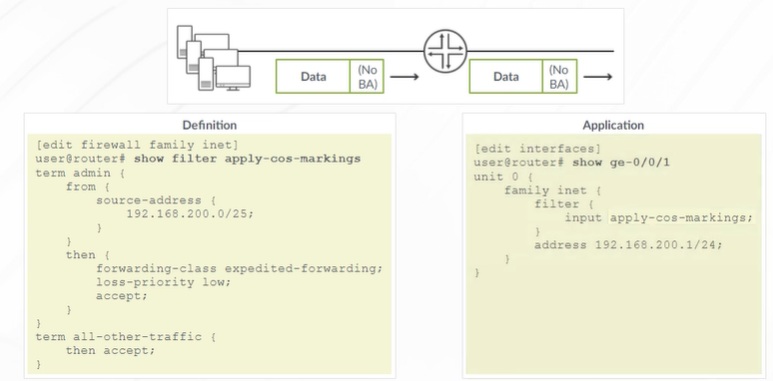 Data
(No
BA)
Data
(No
BA)
Definition
[edit firewall family inet]
user@router# show filter apply-cos-markings
term admin {
    from {
        source-address {
            192.168.200.0/25;
        }
    }
    then {
        forwarding-class expedited-forwarding;
        loss-priority low;
        accept;
    }
}
term all-other-traffic {
    then accept;
}
Application
[edit interfaces]
user@router# show ge-0/0/1
unit 0 {
    family inet {
        filter {
            input apply-cos-markings;
        }
        address 192.168.200.1/24;
    }
}